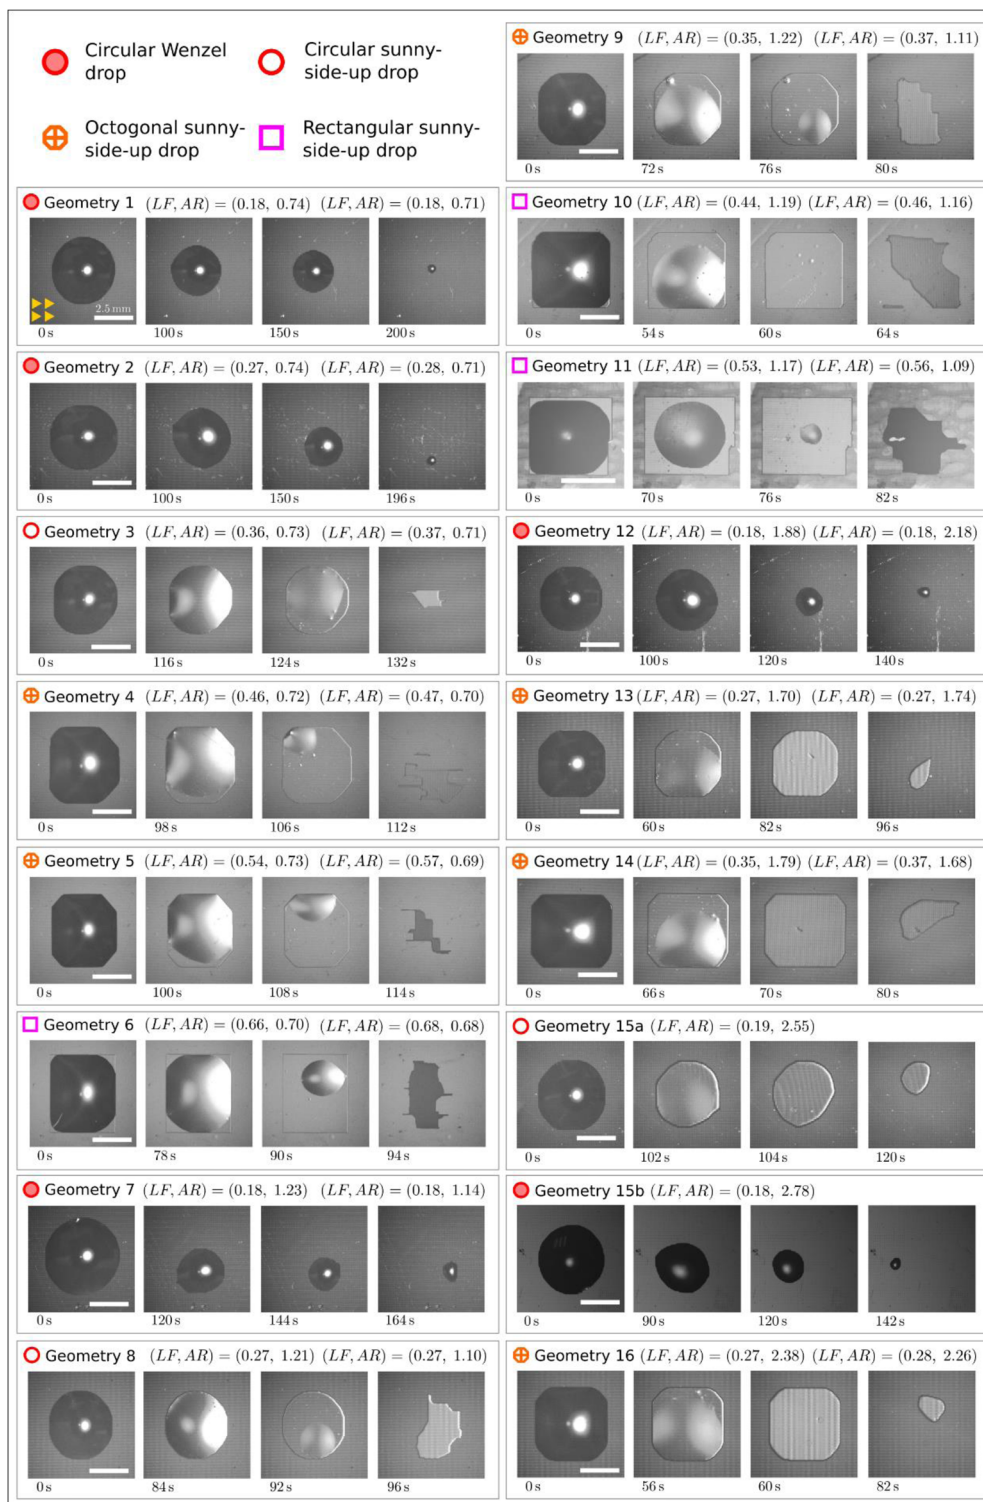 Circular Wenzel
drop
Circular sunny-
side-up drop
Octogonal sunny-
side-up drop
Rectangular sunny-
side-up drop
Geometry 1 (LF, AR) = (0.18, 0.74) (LF, AR) = (0.18, 0.71)
2.5 mm
0 s 100 s 150 s 200 s
Geometry 2 (LF, AR) = (0.27, 0.74) (LF, AR) = (0.28, 0.71)
0 s 100 s 150 s 196 s
Geometry 3 (LF, AR) = (0.36, 0.73) (LF, AR) = (0.37, 0.71)
0 s 116 s 124 s 132 s
Geometry 4 (LF, AR) = (0.46, 0.72) (LF, AR) = (0.47, 0.70)
0 s 98 s 106 s 112 s
Geometry 5 (LF, AR) = (0.54, 0.73) (LF, AR) = (0.57, 0.69)
0 s 100 s 108 s 114 s
Geometry 6 (LF, AR) = (0.66, 0.70) (LF, AR) = (0.68, 0.68)
0 s 78 s 90 s 94 s
Geometry 7 (LF, AR) = (0.18, 1.23) (LF, AR) = (0.18, 1.14)
0 s 120 s 144 s 164 s
Geometry 8 (LF, AR) = (0.27, 1.21) (LF, AR) = (0.27, 1.10)
0 s 84 s 92 s 96 s
Geometry 9 (LF, AR) = (0.35, 1.22) (LF, AR) = (0.37, 1.11)
0 s 72 s 76 s 80 s
Geometry 10 (LF, AR) = (0.44, 1.19) (LF, AR) = (0.46, 1.16)
0 s 54 s 60 s 64 s
Geometry 11 (LF, AR) = (0.53, 1.17) (LF, AR) = (0.56, 1.09)
0 s 70 s 76 s 82 s
Geometry 12 (LF, AR) = (0.18, 1.88) (LF, AR) = (0.18, 2.18)
0 s 100 s 120 s 140 s
Geometry 13 (LF, AR) = (0.27, 1.70) (LF, AR) = (0.27, 1.74)
0 s 60 s 82 s 96 s
Geometry 14 (LF, AR) = (0.35, 1.79) (LF, AR) = (0.37, 1.68)
0 s 66 s 70 s 80 s
Geometry 15a (LF, AR) = (0.19, 2.55)
0 s 102 s 104 s 120 s
Geometry 15b (LF, AR) = (0.18, 2.78)
0 s 90 s 120 s 142 s
Geometry 16 (LF, AR) = (0.27, 2.38) (LF, AR) = (0.28, 2.26)
0 s 56 s 60 s 82 s